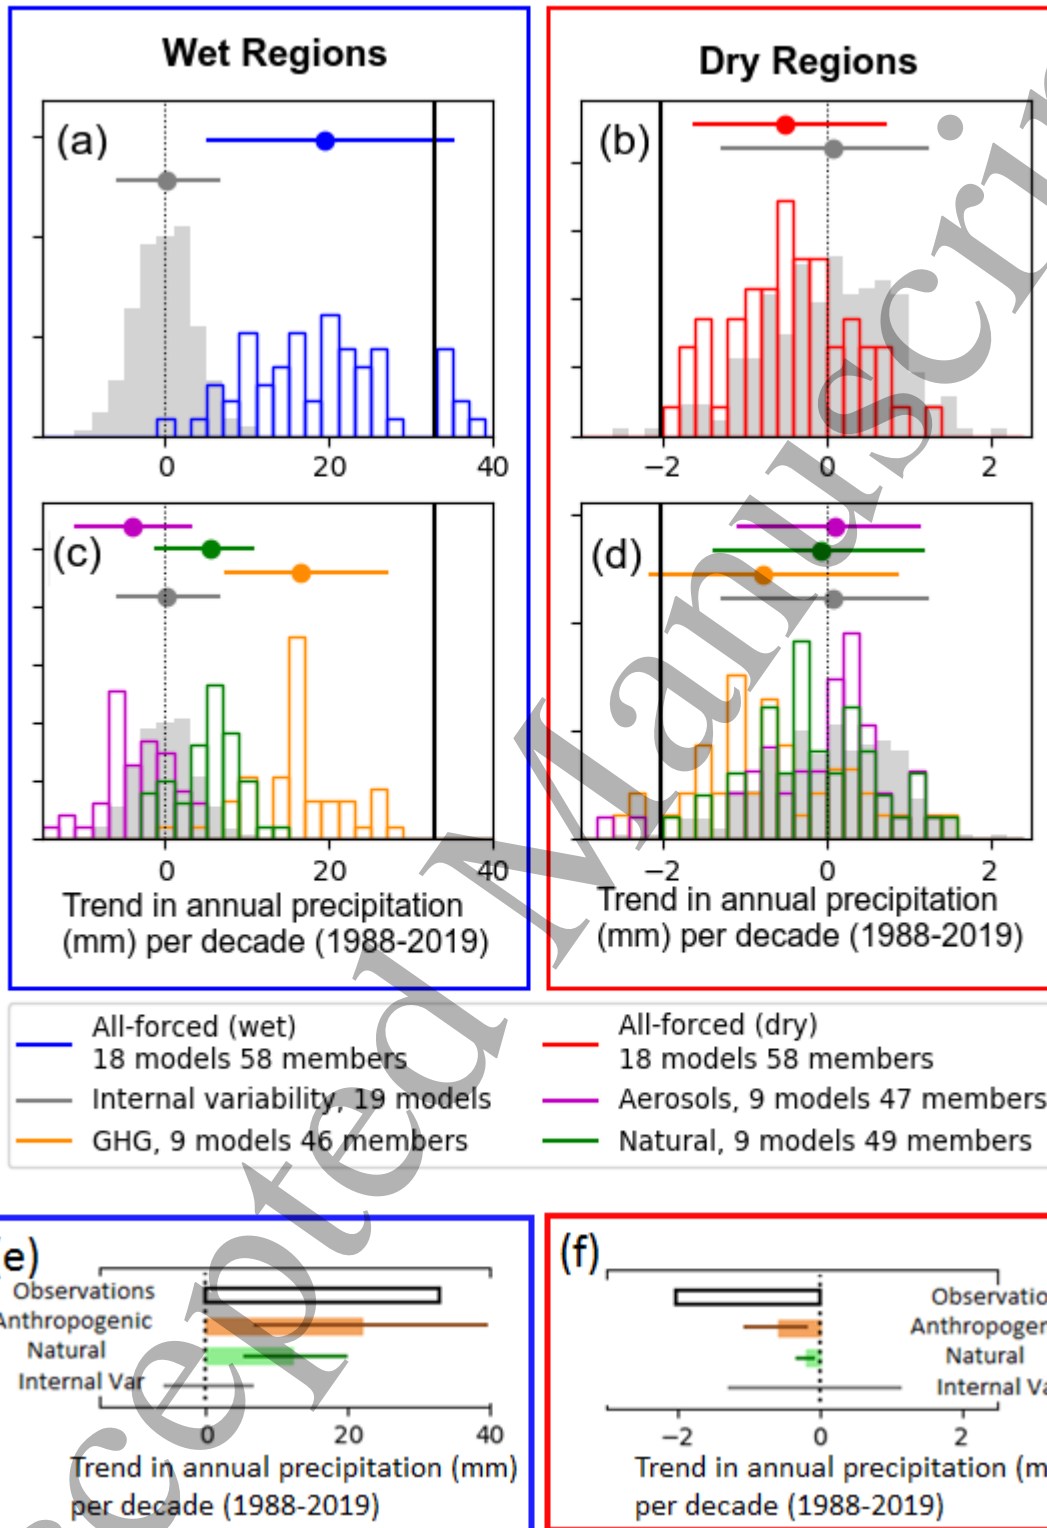 Wet Regions
Dry Regions
(a)
(b)
0 20 40
−2 0 2
(c)
(d)
0 20 40
−2 0 2
Trend in annual precipitation
(mm) per decade (1988-2019)
Trend in annual precipitation
(mm) per decade (1988-2019)
All-forced (wet)
18 models 58 members
Internal variability, 19 models
GHG, 9 models 46 members
All-forced (dry)
18 models 58 members
Aerosols, 9 models 47 members
Natural, 9 models 49 members
e)
Observations
Anthropogenic
Natural
Internal Var
0 20 40
Trend in annual precipitation (mm)
per decade (1988-2019)
(f)
Observatio
Anthropoger
Natural
Internal Va
−2 0 2
Trend in annual precipitation (m
per decade (1988-2019)
cepted Manuscri